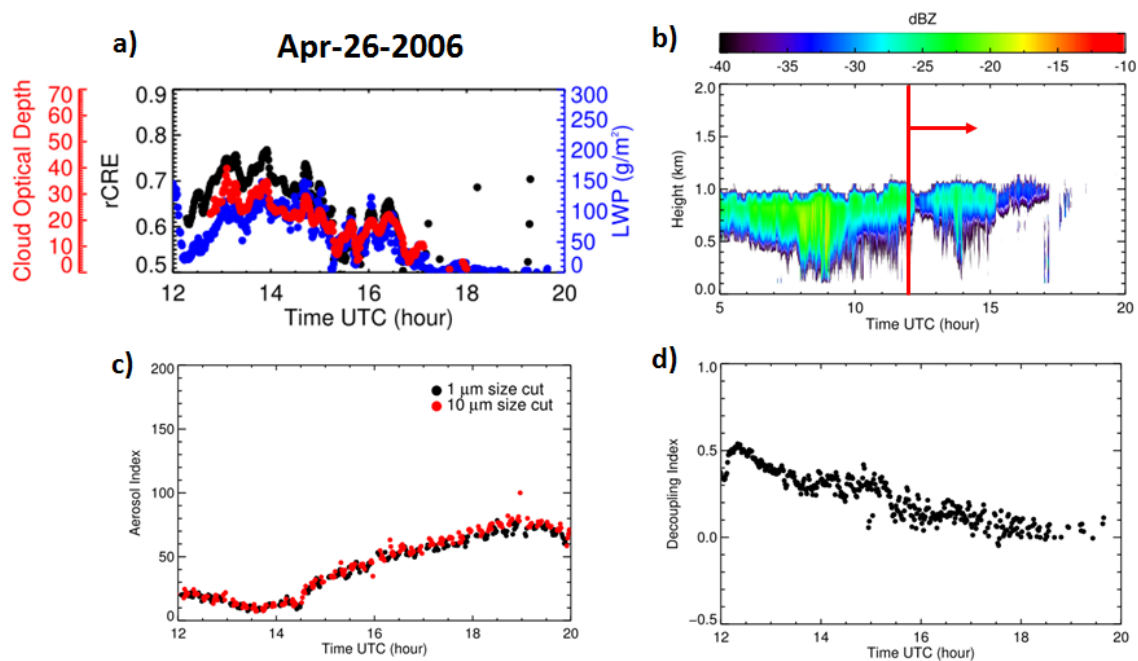 a)
Apr-26-2006
Cloud Optical Depth
70
60
50
40
30
20
10
0
rCRE
0.9
0.8
0.7
0.6
0.5
300
250
200
150
100
50
0
LWP (g/m²)
12 14 16 18 20
Time UTC (hour)
b)
dBZ
-40 -35 -30 -25 -20 -15 -10
Height (km)
2.0
1.5
1.0
0.5
0.0
5 10 15 20
Time UTC (hour)
c)
1 µm size cut
10 µm size cut
Aerosol Index
200
150
100
50
0
12 14 16 18 20
Time UTC (hour)
d)
Decoupling Index
1.0
0.5
0.0
−0.5
12 14 16 18 20
Time UTC (hour)